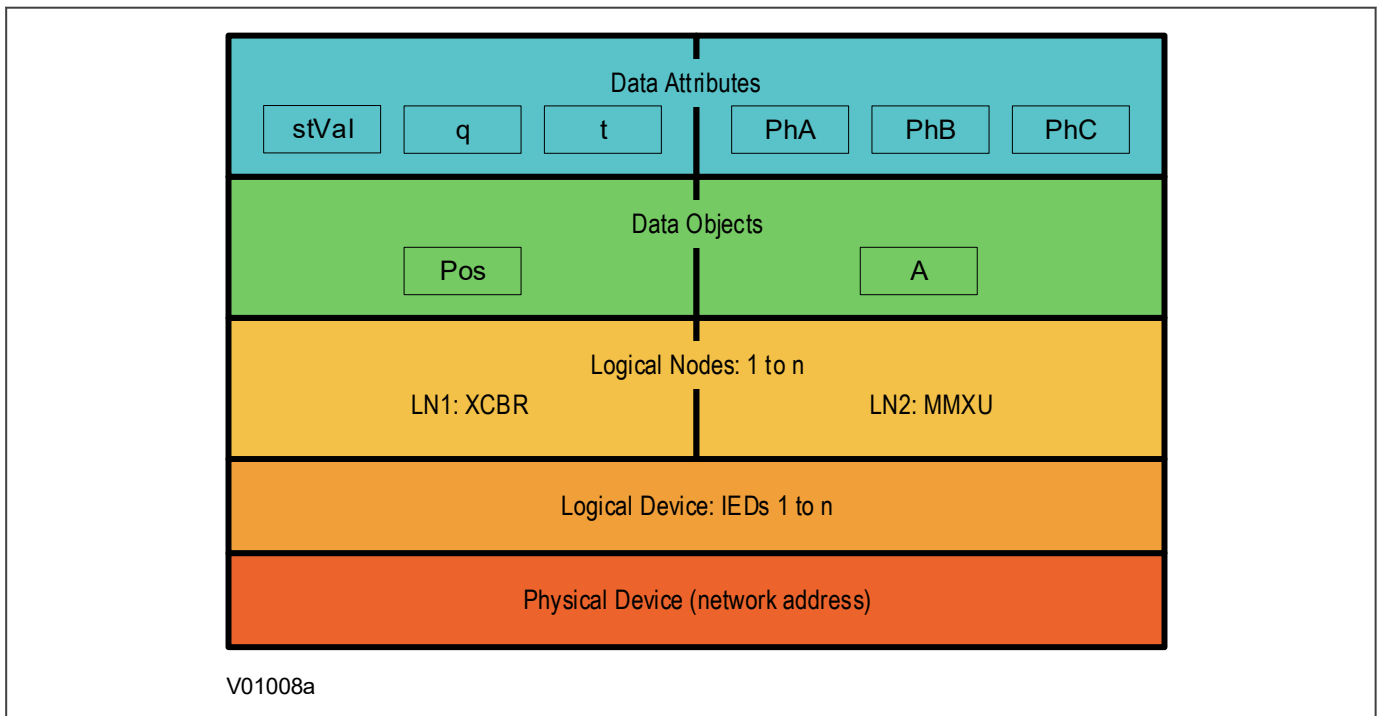 Data Attributes
stVal q t PhA PhB PhC
Data Objects
Pos A
Logical Nodes: 1 to n
LN1: XCBR LN2: MMXU
Logical Device: IEDs 1 to n
Physical Device (network address)
V01008a